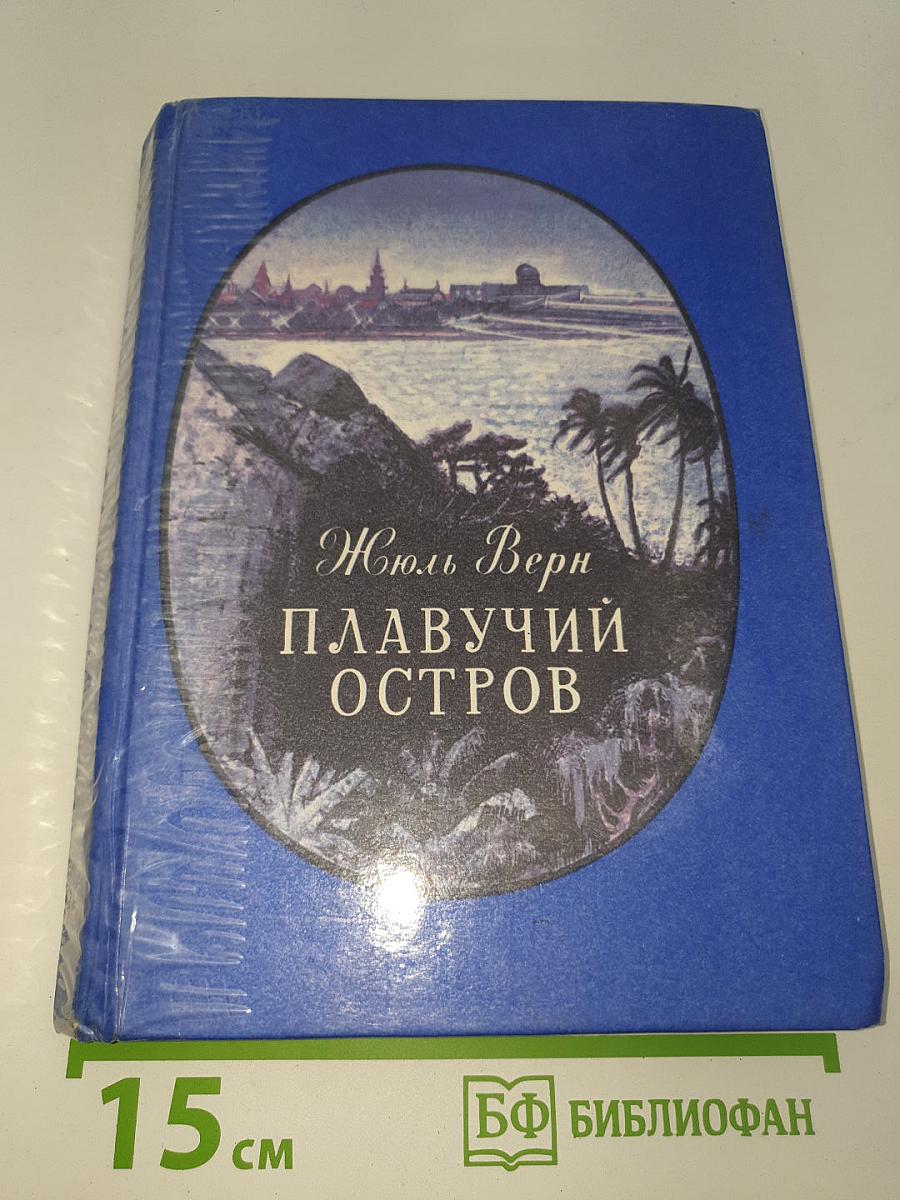 Жюль Верн
ПЛАВУЧИЙ
ОСТРОВ
15 см
БФ БИБЛИОФАН